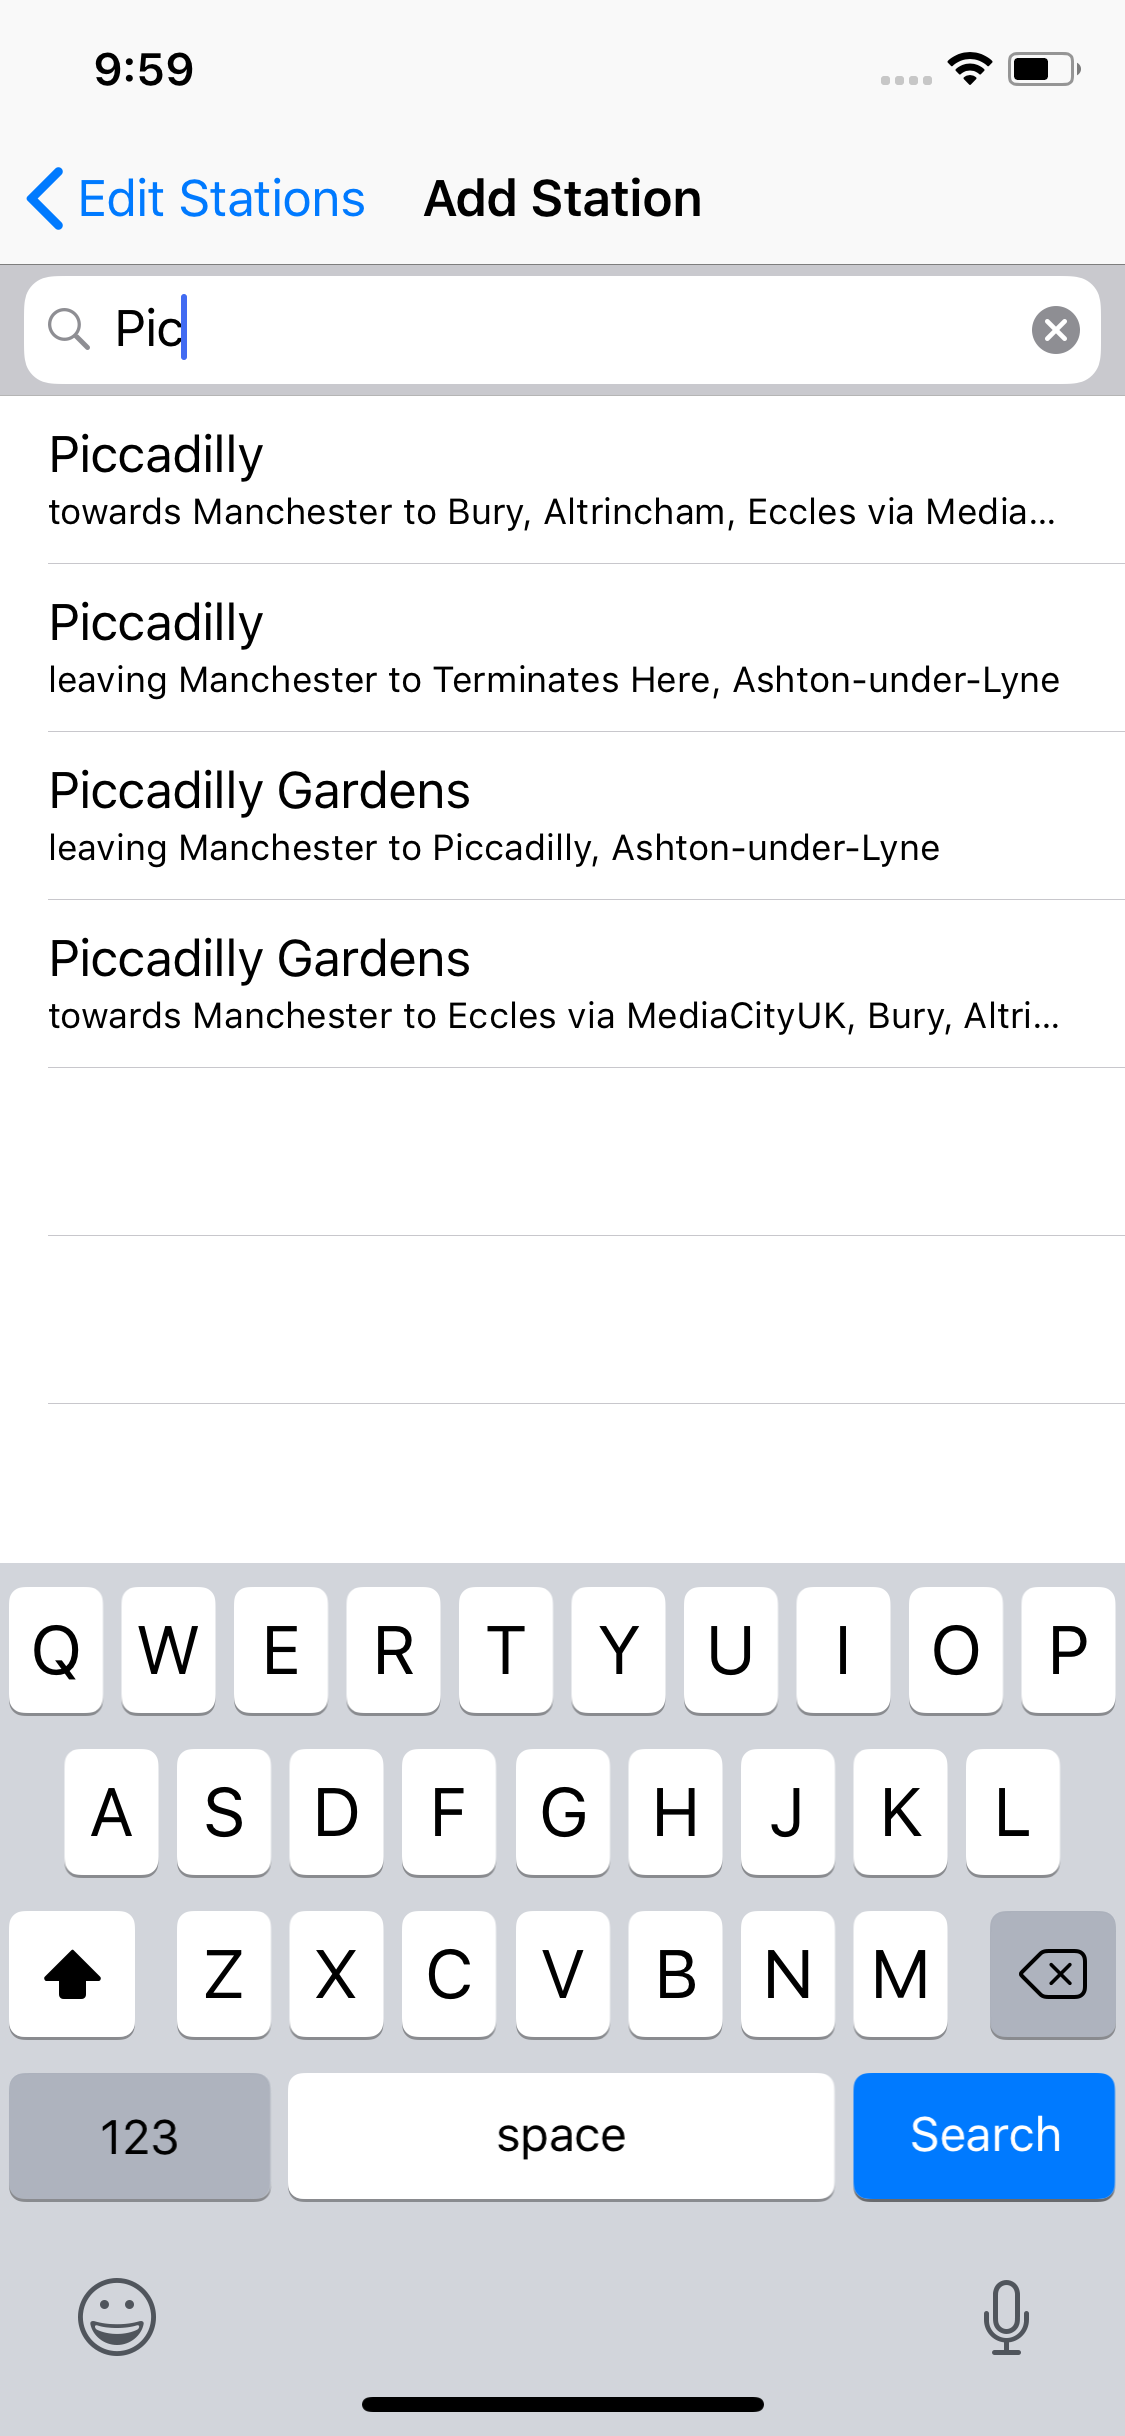 9:59
Edit Stations Add Station
Pic
Piccadilly
towards Manchester to Bury, Altrincham, Eccles via Media...
Piccadilly
leaving Manchester to Terminates Here, Ashton-under-Lyne
Piccadilly Gardens
leaving Manchester to Piccadilly, Ashton-under-Lyne
Piccadilly Gardens
towards Manchester to Eccles via MediaCityUK, Bury, Altri...
Q W E R T Y U I O P
A S D F G H J K L
Z X C V B N M
123 space Search